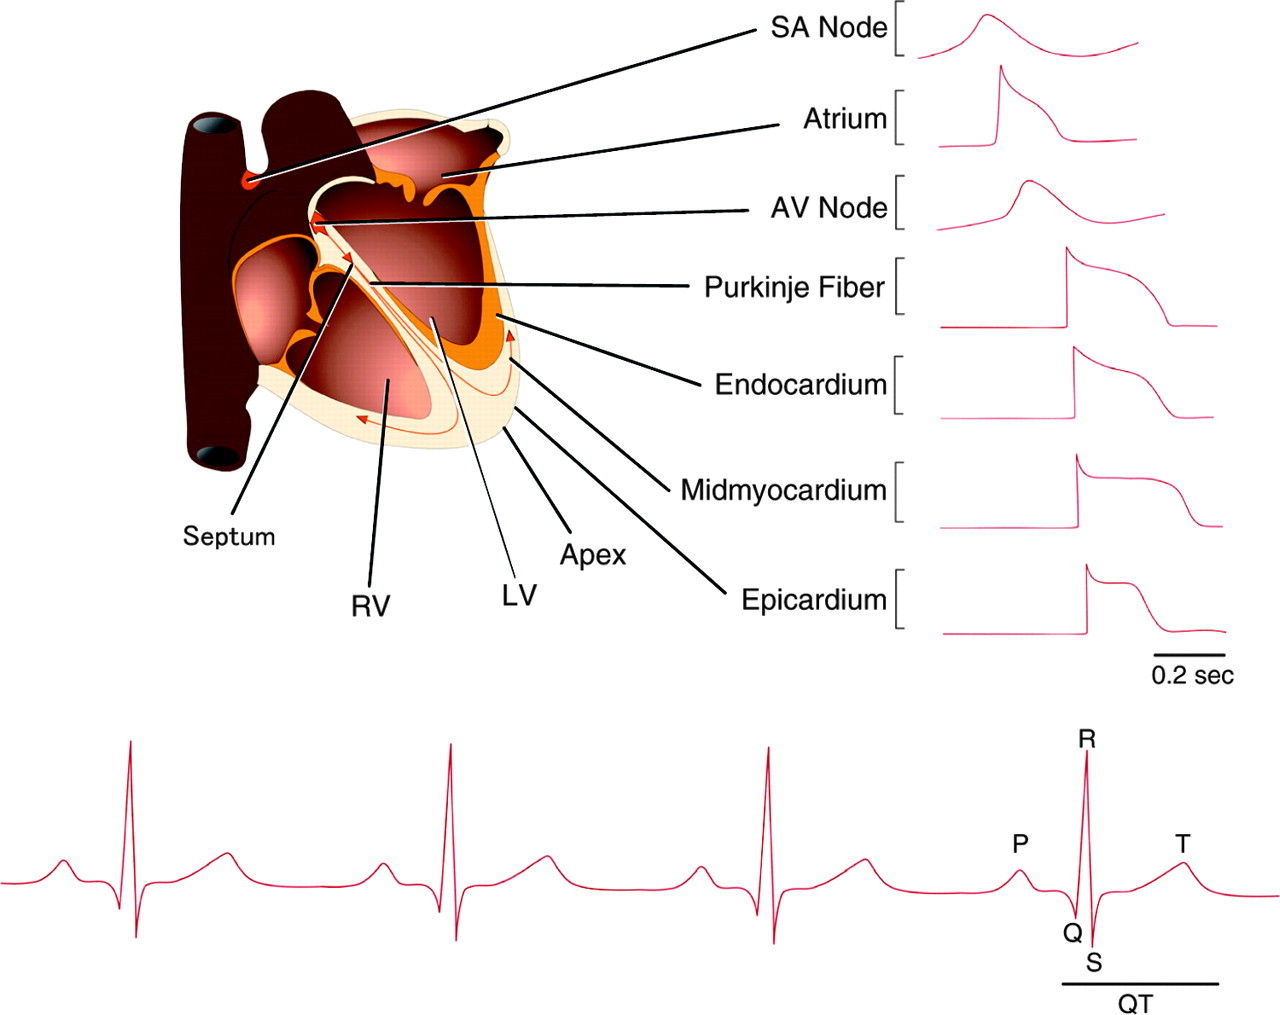 SA Node
Atrium
AV Node
Purkinje Fiber
Endocardium
Midmyocardium
Epicardium
Septum
RV
LV
Apex
0.2 sec
R
P
T
Q
S
QT